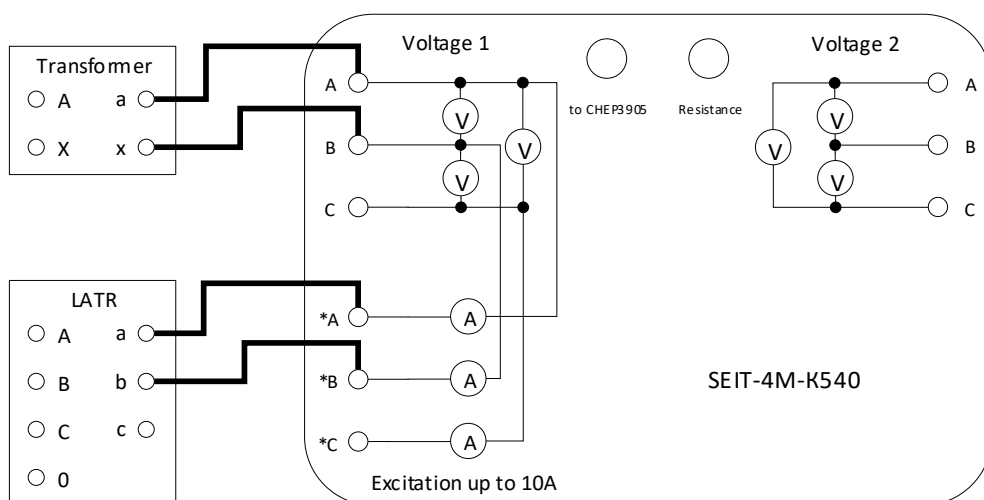 Transformer
A a
X x
LATR
A a
B b
C c
0
Voltage 1
A
B
C
V
V
V
to CHEP3905
Resistance
Voltage 2
V
V
V
A
B
C
*A A
*B A
*C A
SEIT-4M-K540
Excitation up to 10A